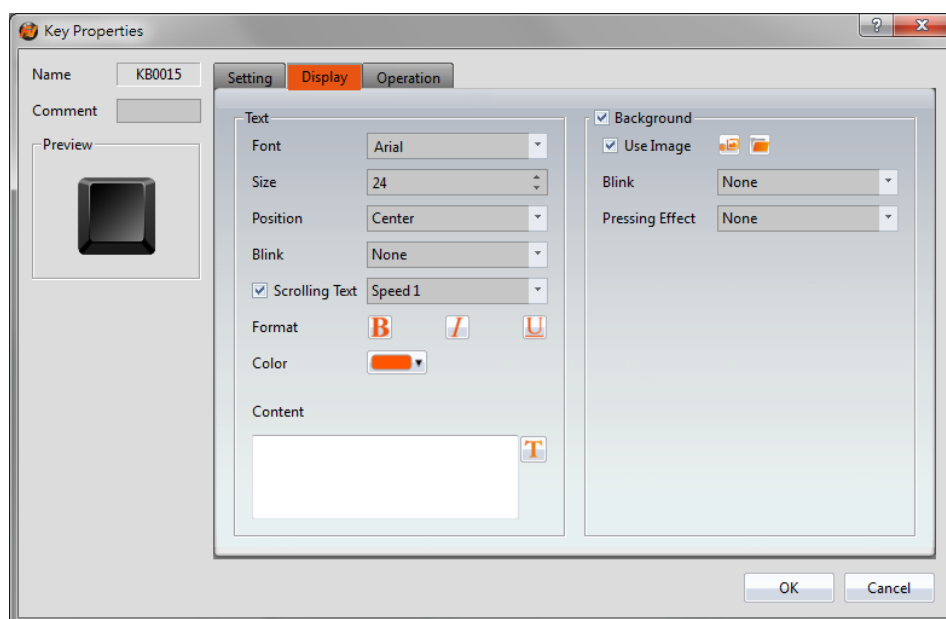 Key Properties
Name KB0015
Comment
Preview
Setting Display Operation
Text
Font Arial
Size 24
Position Center
Blink None
Scrolling Text Speed 1
Format B I U
Color
Content
T
Background
Use Image
Blink None
Pressing Effect None
OK Cancel